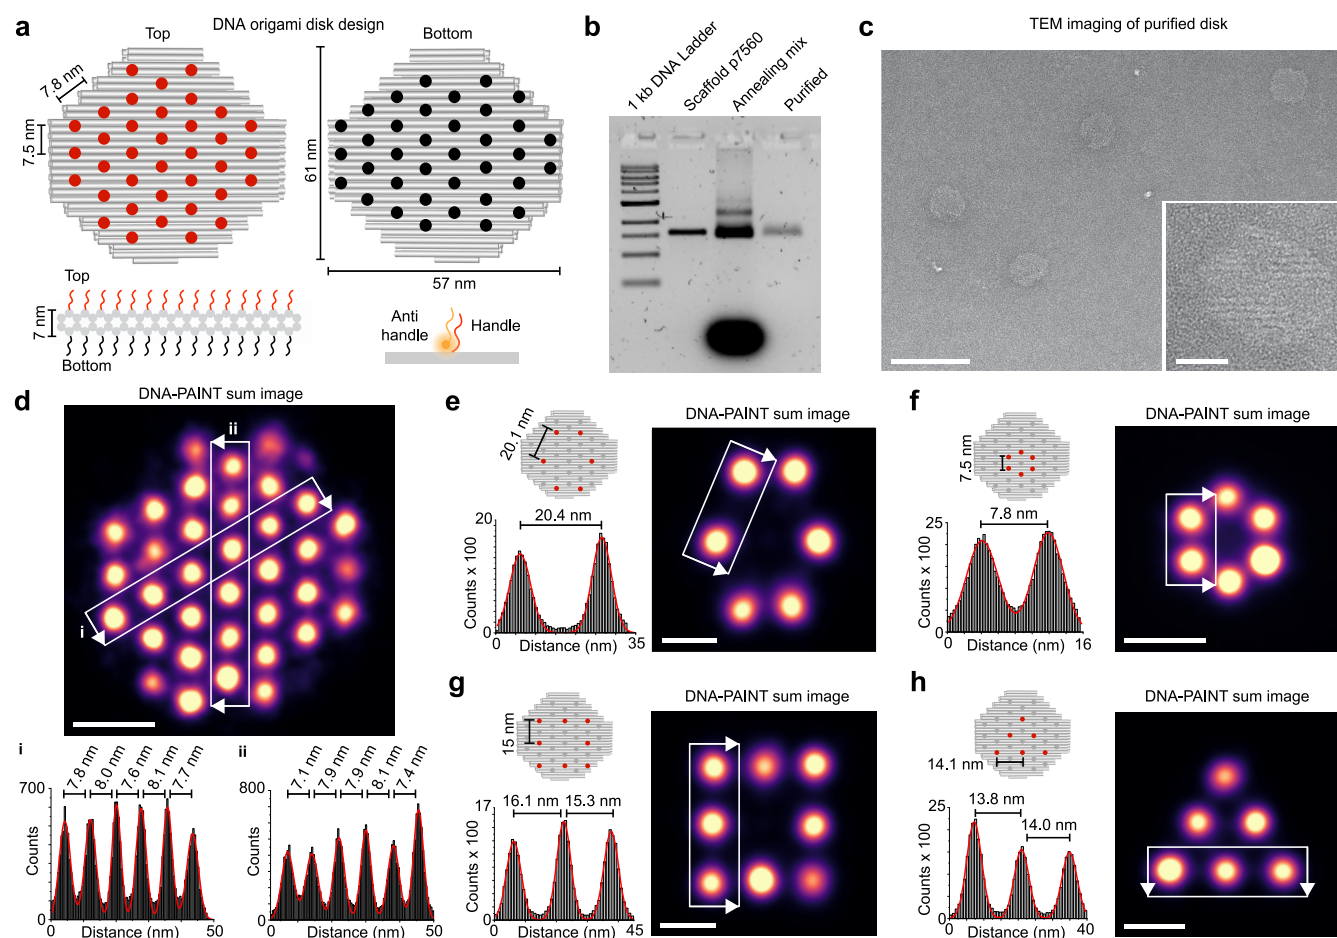 a
DNA origami disk design
Top
Bottom
7.8 nm
7.5 nm
61 nm
57 nm
Top
7 nm
Bottom
Anti
handle
Handle
b
1 kb DNA Ladder
Scaffold p7560
Annealing mix
Purified
c
TEM imaging of purified disk
d
DNA-PAINT sum image
ii
i
i
7.8 nm
8.0 nm
7.6 nm
8.1 nm
7.7 nm
700
Counts
0
0
Distance (nm)
50
ii
7.1 nm
7.9 nm
7.9 nm
8.1 nm
7.4 nm
800
0
0
Distance (nm)
50
e
20.1 nm
DNA-PAINT sum image
20
20.4 nm
Counts x 100
0
0
Distance (nm)
35
f
7.5 nm
DNA-PAINT sum image
25
7.8 nm
Counts x 100
0
0
Distance (nm)
16
g
15 nm
DNA-PAINT sum image
17
16.1 nm
15.3 nm
Counts x 100
0
0
Distance (nm)
45
h
14.1 nm
DNA-PAINT sum image
25
13.8 nm
14.0 nm
Counts x 100
0
0
Distance (nm)
40